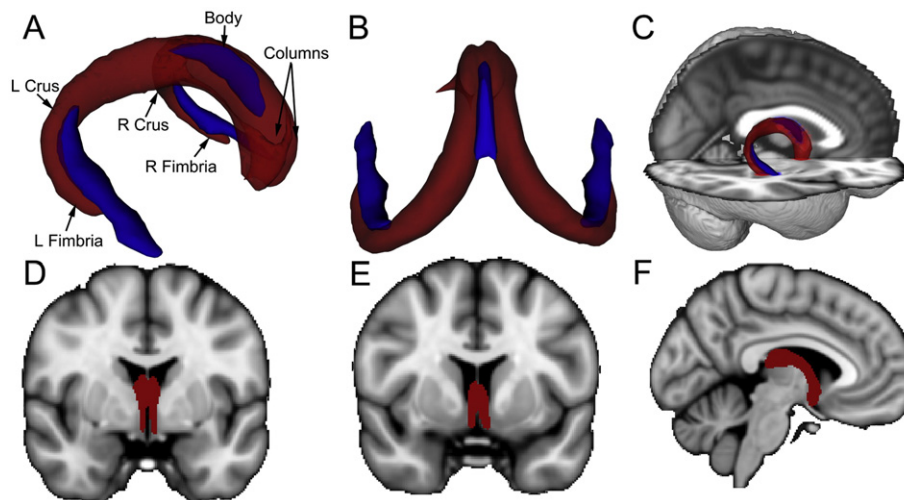 A
Body
Columns
L Crus
R Crus
R Fimbria
L Fimbria
B
C
D
E
F